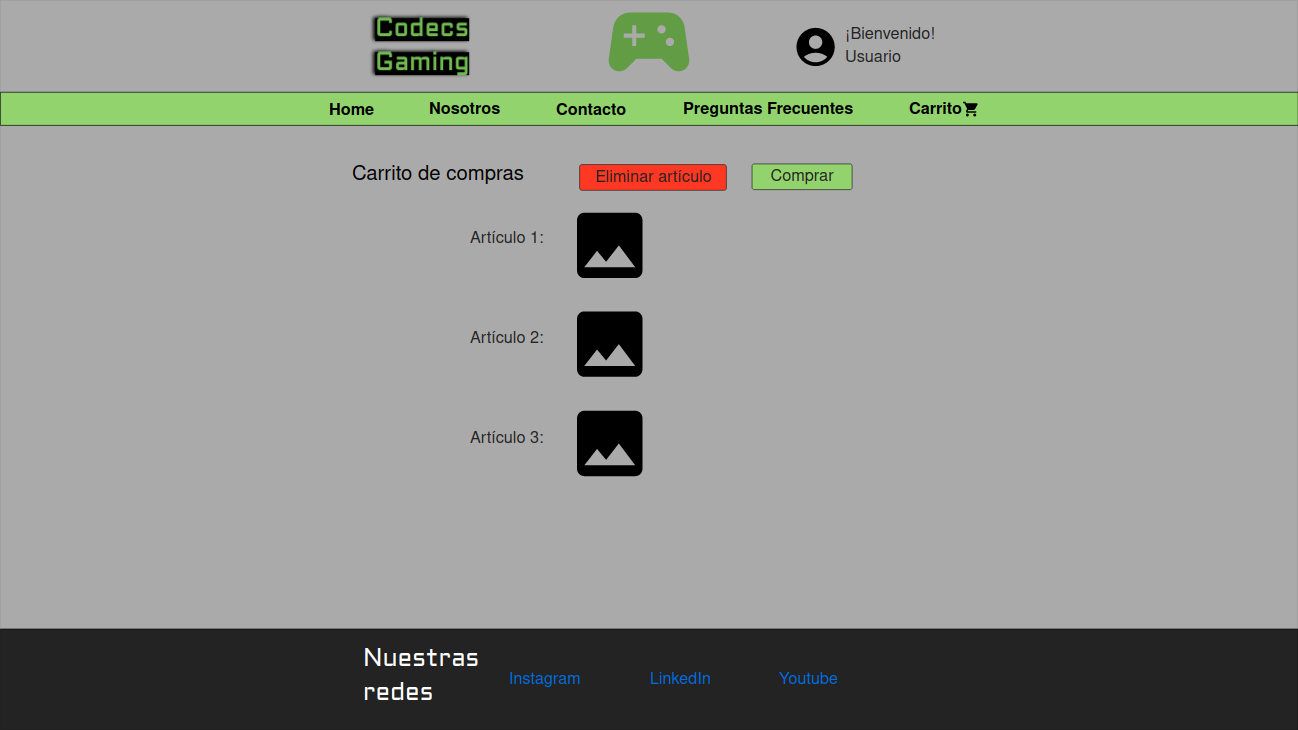 Codecs
Gaming
¡Bienvenido!
Usuario
Home Nosotros Contacto Preguntas Frecuentes Carrito
Carrito de compras Eliminar artículo Comprar
Artículo 1:
Artículo 2:
Artículo 3:
Nuestras
redes
Instagram LinkedIn Youtube